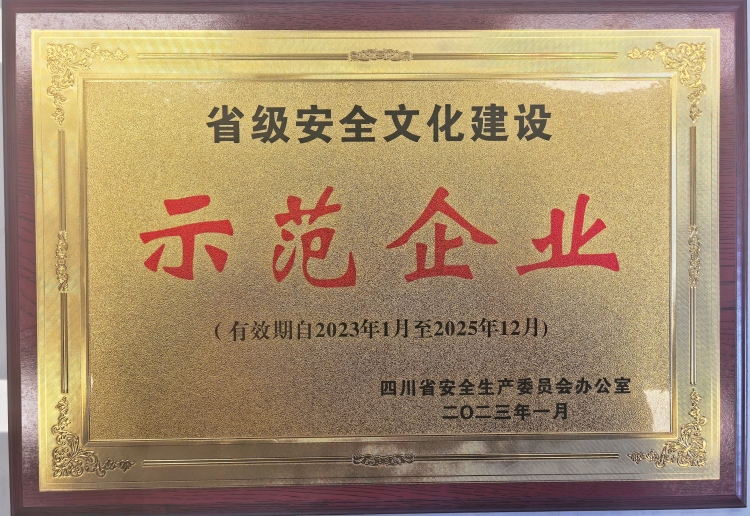 省级安全文化建设
示范企业
(有效期自2023年1月至2025年12月)
四川省安全生产委员会办公室
二〇二三年一月